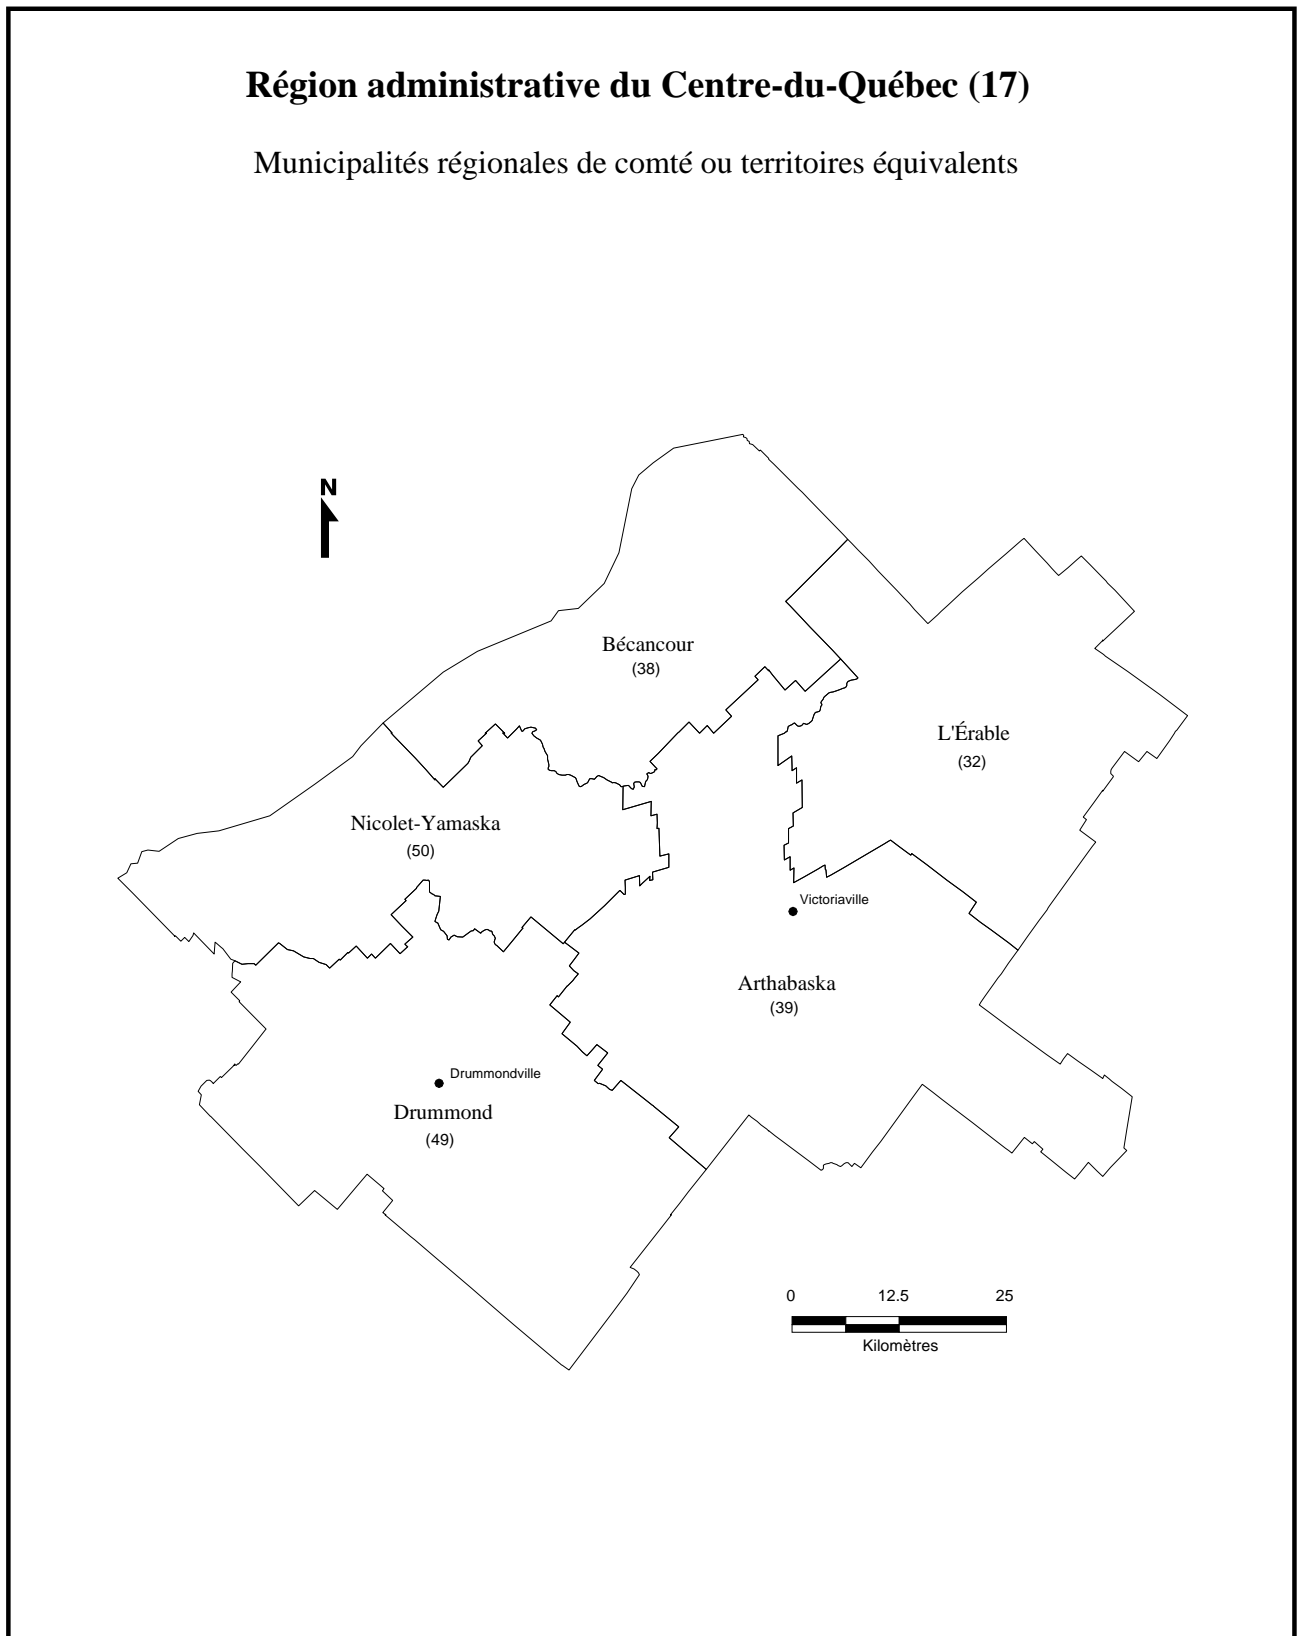 Région administrative du Centre-du-Québec (17)
Municipalités régionales de comté ou territoires équivalents
N
Bécancour
(38)
L'Érable
(32)
Nicolet-Yamaska
(50)
Victoriaville
Arthabaska
(39)
Drummondville
Drummond
(49)
0 12.5 25
Kilomètres